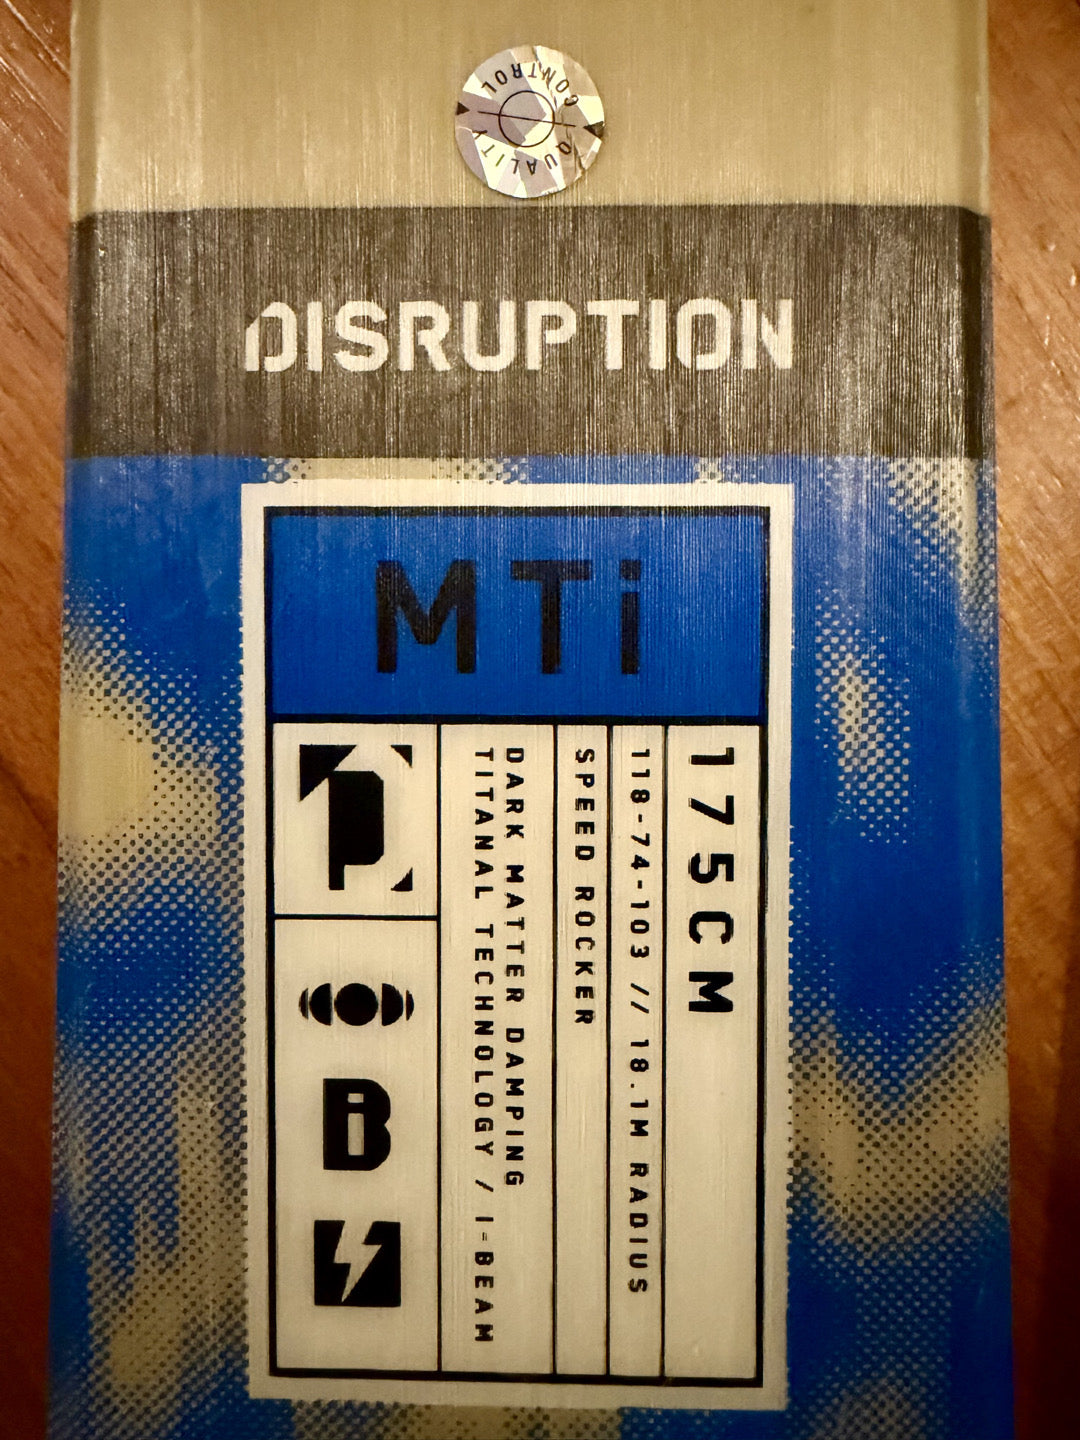 QUALITY CONTROL
DISRUPTION
MTi
175CM
118-74-103 // 18.1M RADIUS
SPEED ROCKER
DARK MATTER DAMPING
TITANAL TECHNOLOGY / I-BEAM